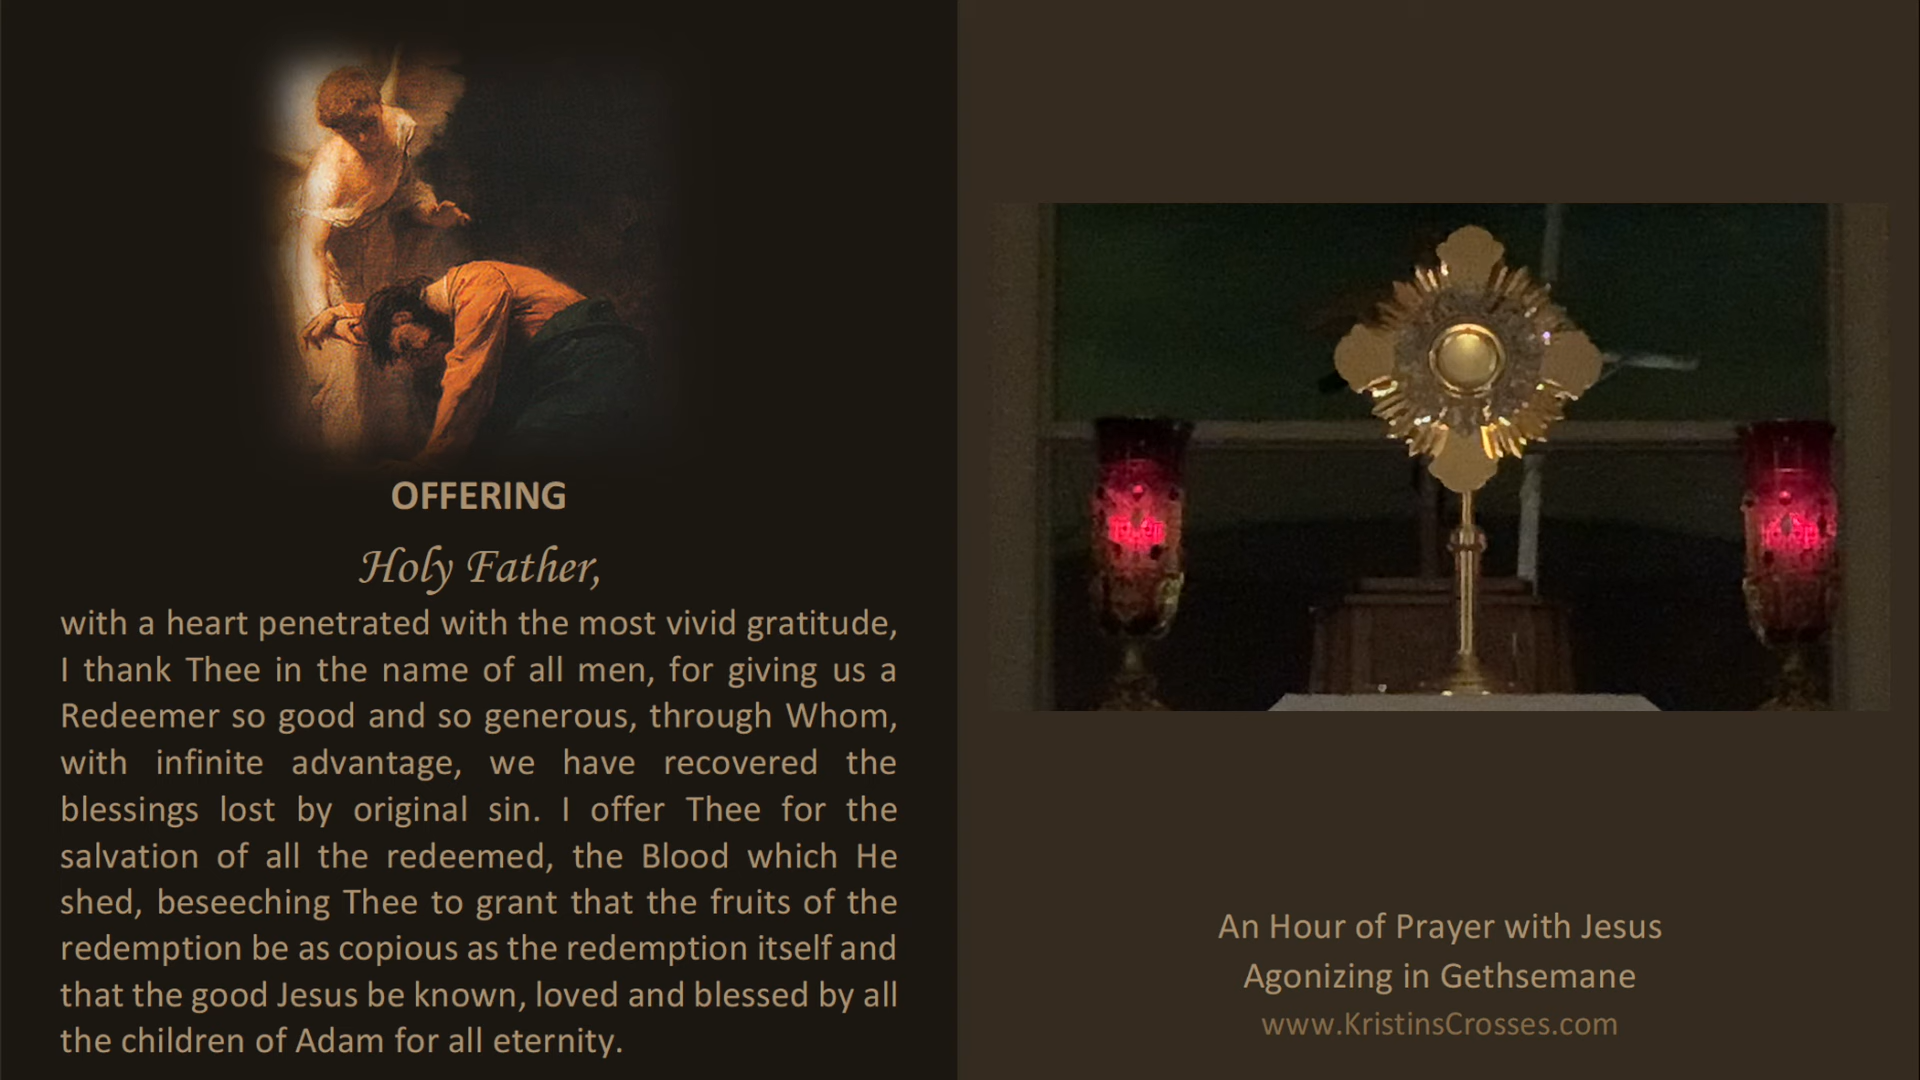 OFFERING
Holy Father,
with a heart penetrated with the most vivid gratitude,
I thank Thee in the name of all men, for giving us a
Redeemer so good and so generous, through Whom,
with infinite advantage, we have recovered the
blessings lost by original sin. I offer Thee for the
salvation of all the redeemed, the Blood which He
shed, beseeching Thee to grant that the fruits of the
redemption be as copious as the redemption itself and
that the good Jesus be known, loved and blessed by all
the children of Adam for all eternity.
An Hour of Prayer with Jesus
Agonizing in Gethsemane
www.KristinsCrosses.com